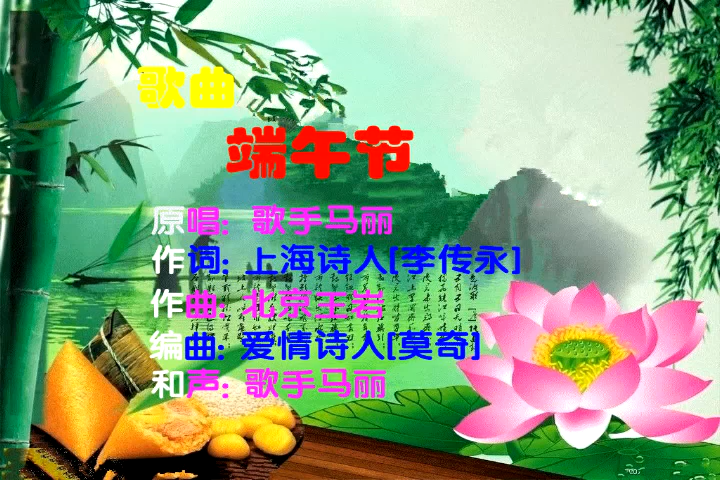 歌曲
端午节
原唱: 歌手马丽
作词: 上海诗人[李传永]
作曲: 北京王岩
编曲: 爱情诗人[莫奇]
和声: 歌手马丽